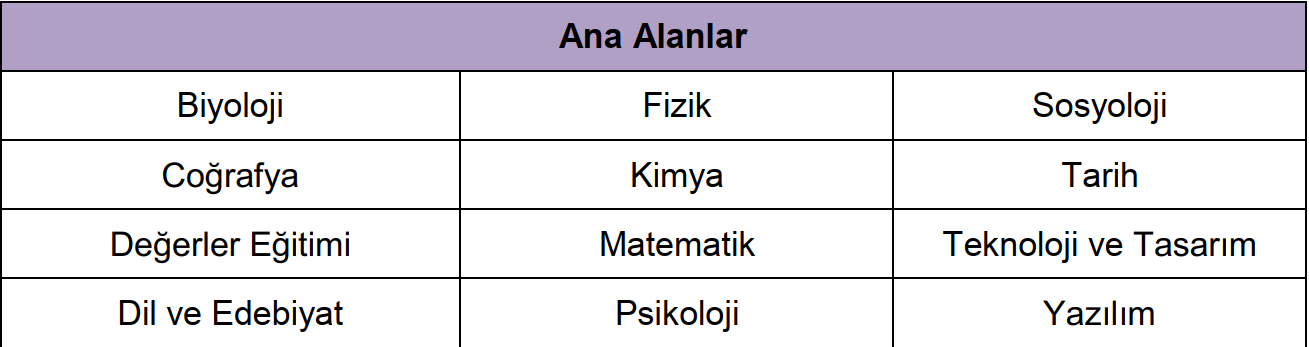 Ana Alanlar
Biyoloji Fizik Sosyoloji
Coğrafya Kimya Tarih
Değerler Eğitimi Matematik Teknoloji ve Tasarım
Dil ve Edebiyat Psikoloji Yazılım